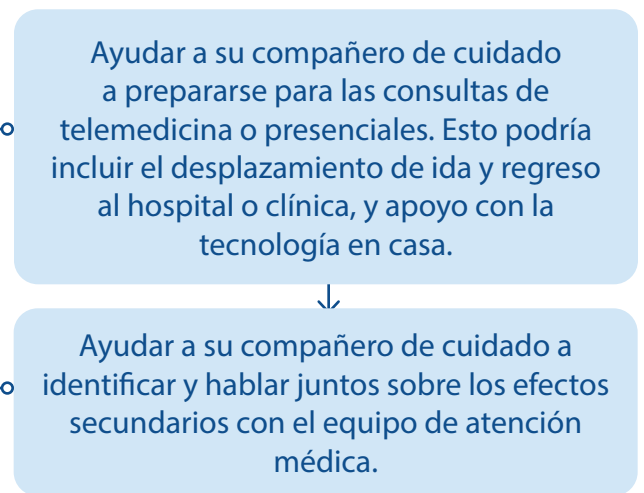 Ayudar a su compañero de cuidado
a prepararse para las consultas de
telemedicina o presenciales. Esto podría
incluir el desplazamiento de ida y regreso
al hospital o clínica, y apoyo con la
tecnología en casa.
Ayudar a su compañero de cuidado a
identificar y hablar juntos sobre los efectos
secundarios con el equipo de atención
médica.